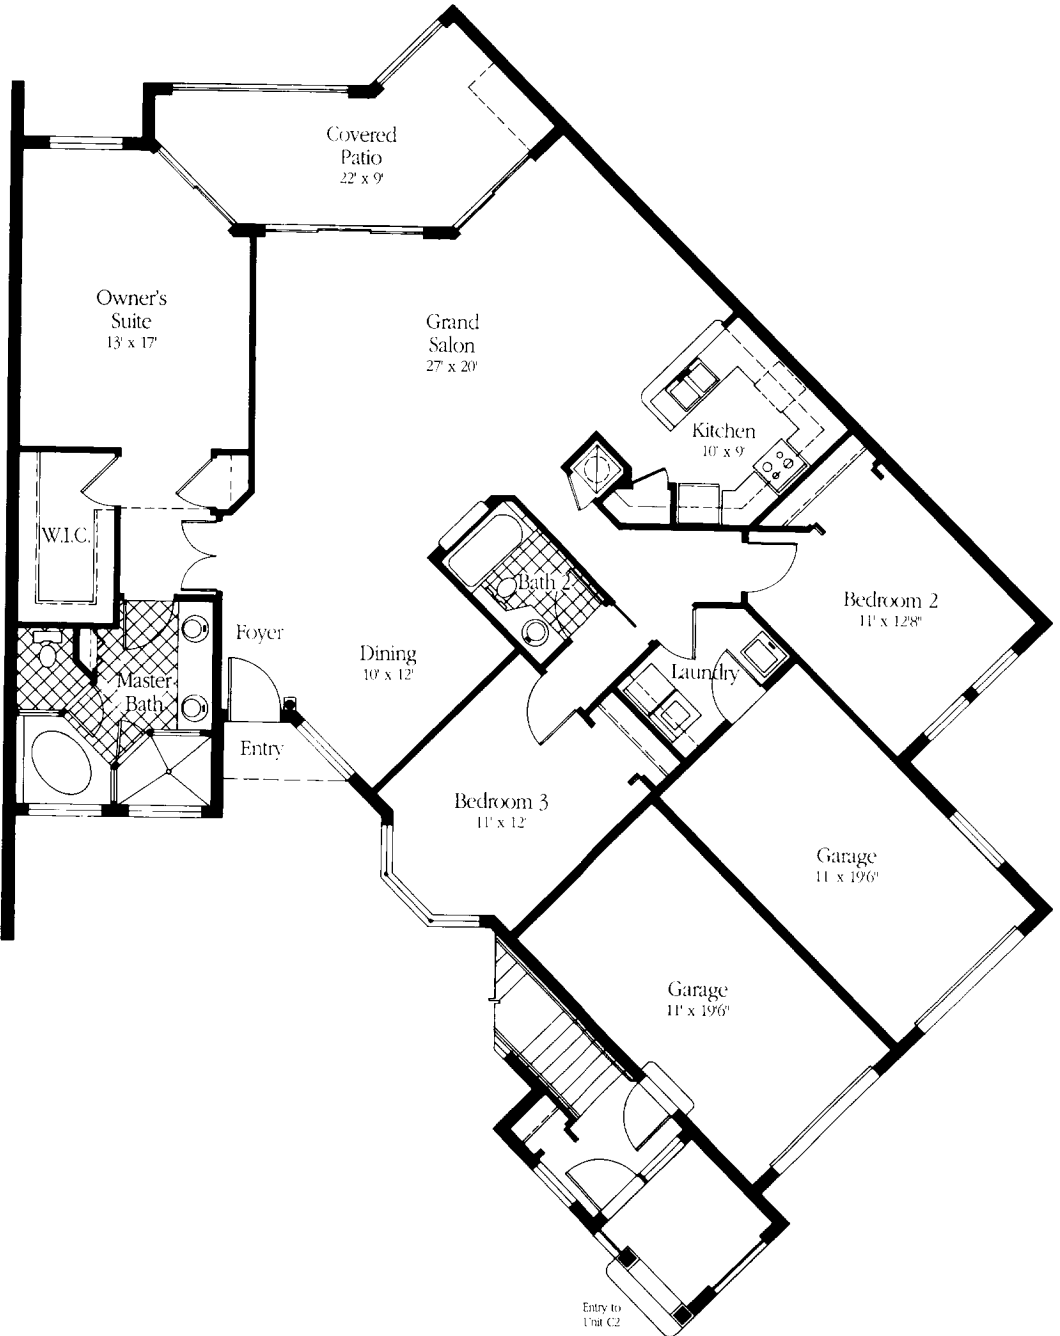 Covered
Patio
22' x 9'
Owner's
Suite
13' x 17'
Grand
Salon
27' x 20'
Kitchen
10' x 9'
W.I.C.
Bath 2
Bedroom 2
11' x 12'8"
Foyer
Dining
10' x 12'
Laundry
Master
Bath
Entry
Bedroom 3
11' x 12'
Garage
11' x 19'6"
Garage
11' x 19'6"
Entry to
Unit C2